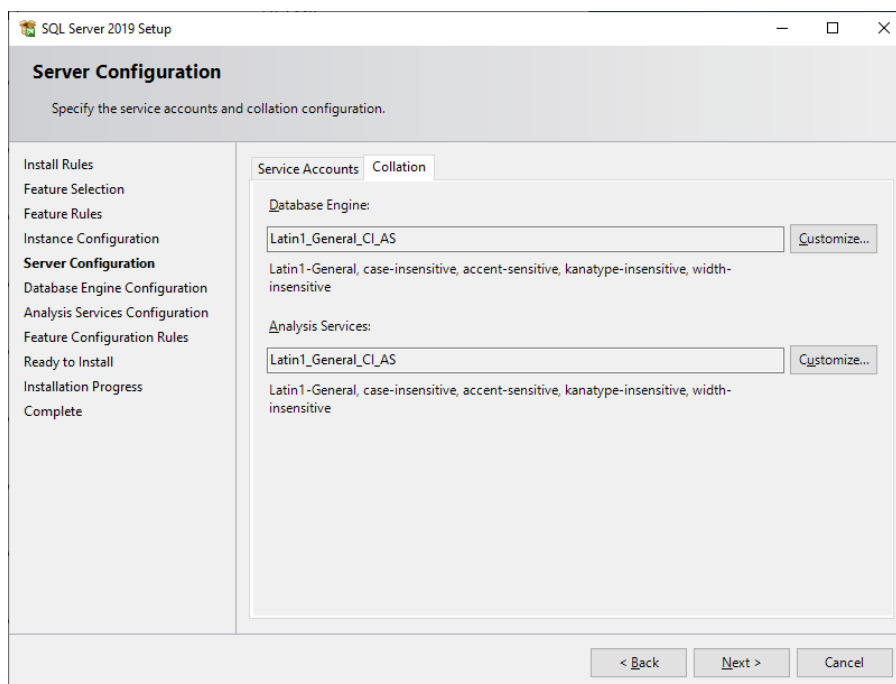 SQL Server 2019 Setup
Server Configuration
Specify the service accounts and collation configuration.
Install Rules
Feature Selection
Feature Rules
Instance Configuration
Server Configuration
Database Engine Configuration
Analysis Services Configuration
Feature Configuration Rules
Ready to Install
Installation Progress
Complete
Service Accounts
Collation
Database Engine:
Latin1_General_CI_AS
Customize...
Latin1-General, case-insensitive, accent-sensitive, kanatype-insensitive, width-
insensitive
Analysis Services:
Latin1_General_CI_AS
Customize...
Latin1-General, case-insensitive, accent-sensitive, kanatype-insensitive, width-
insensitive
< Back
Next >
Cancel